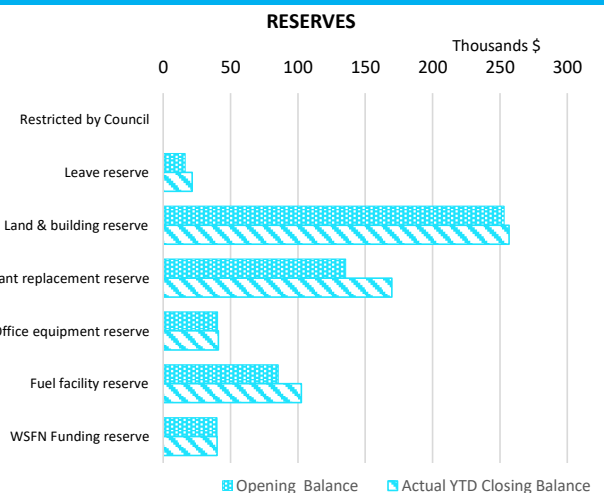 RESERVES
Thousands $
0 50 100 150 200 250 300
Restricted by Council
Leave reserve
Land & building reserve
ant replacement reserve
Office equipment reserve
Fuel facility reserve
WSFN Funding reserve
Opening Balance Actual YTD Closing Balance